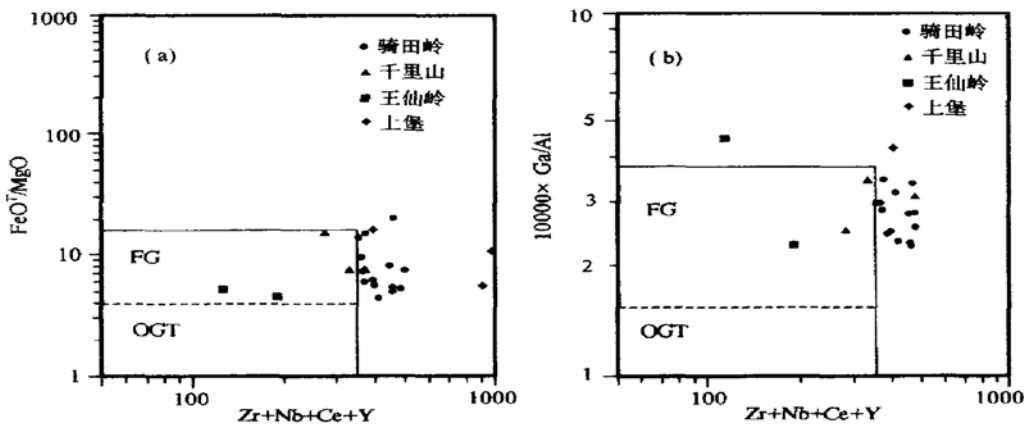 1000
100
10
1
FeOᵀ/MgO
( a )
骑田岭
千里山
王仙岭
上堡
FG
OGT
100
1000
Zr+Nb+Ce+Y
10
5
3
2
1
10000× Ga/Al
( b )
骑田岭
千里山
王仙岭
上堡
FG
OGT
100
1000
Zr+Nb+Ce+Y